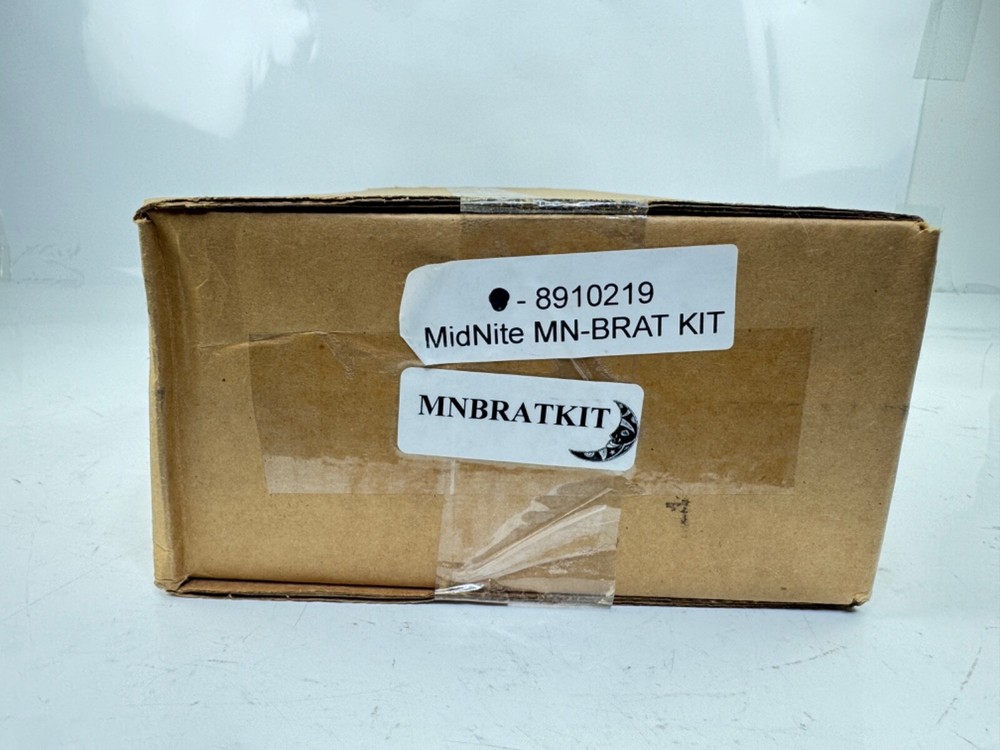 - 8910219
MidNite MN-BRAT KIT
MNBRATKIT